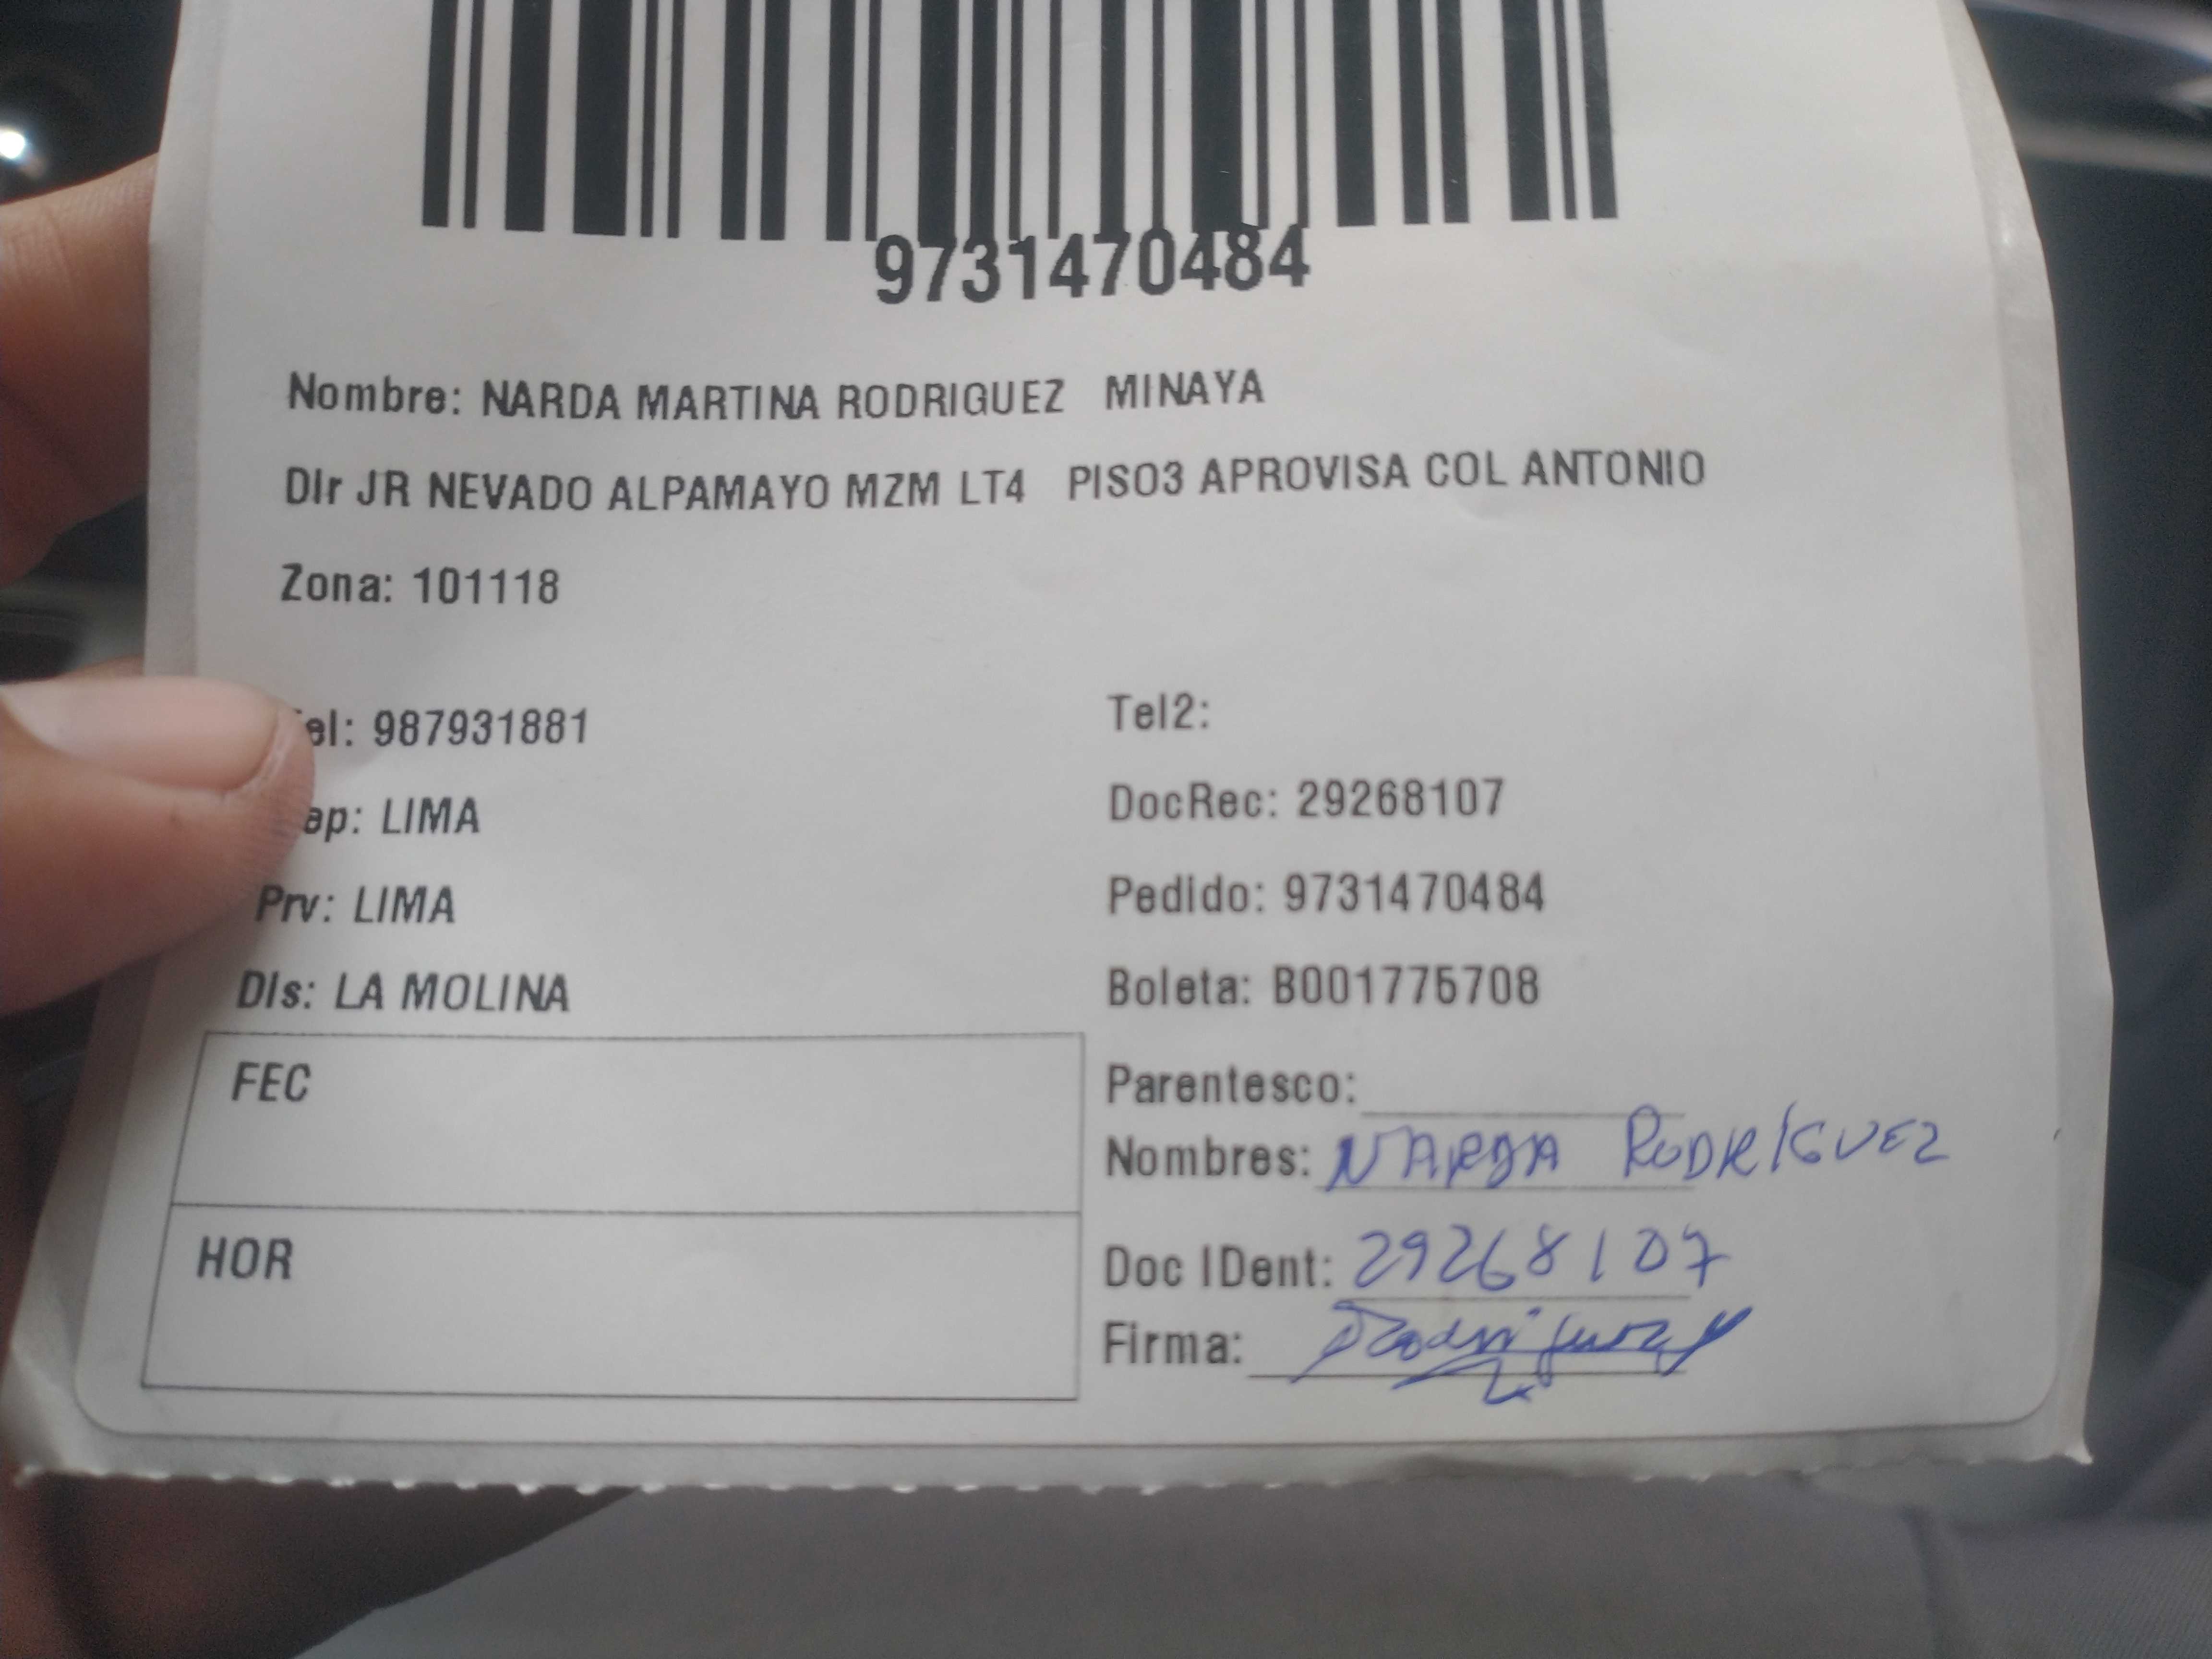 9731470484
Nombre: NARDA MARTINA RODRIGUEZ MINAYA
Dir JR NEVADO ALPAMAYO MZM LT4 PISO3 APROVISA COL ANTONIO
Zona: 101118
el: 987931881 Tel2:
ep: LIMA DocRec: 29268107
Prv: LIMA Pedido: 9731470484
Dis: LA MOLINA Boleta: B001775708
FEC Parentesco:
Nombres: NARDA RODRIGUEZ
HOR Doc IDent: 29268107
Firma: Rodriguez